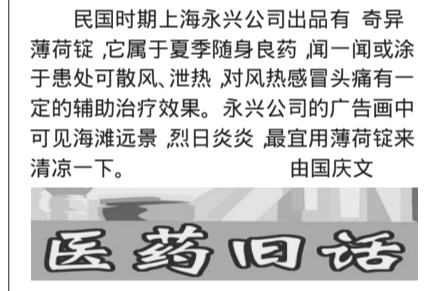 民国时期上海永兴公司出品有 奇异
薄荷锭 ,它属于夏季随身良药 ,闻一闻或涂
于患处可散风、泄热 ,对风热感冒头痛有一
定的辅助治疗效果。永兴公司的广告画中
可见海滩远景 ,烈日炎炎 ,最宜用薄荷锭来
清凉一下。 由国庆文
医药旧话